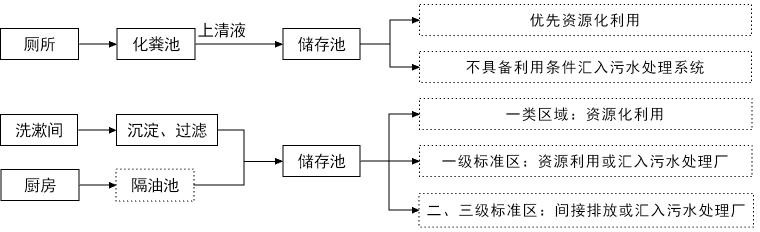 厕所
化粪池
上清液
储存池
优先资源化利用
不具备利用条件汇入污水处理系统
洗漱间
沉淀、过滤
厨房
隔油池
储存池
一类区域：资源化利用
一级标准区：资源利用或汇入污水处理厂
二、三级标准区：间接排放或汇入污水处理厂